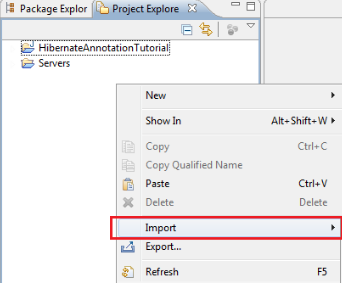 Package Explor
Project Explore
HibernateAnnotationTutorial
Servers
New
Show In Alt+Shift+W
Copy Ctrl+C
Copy Qualified Name
Paste Ctrl+V
Delete Delete
Import
Export...
Refresh F5